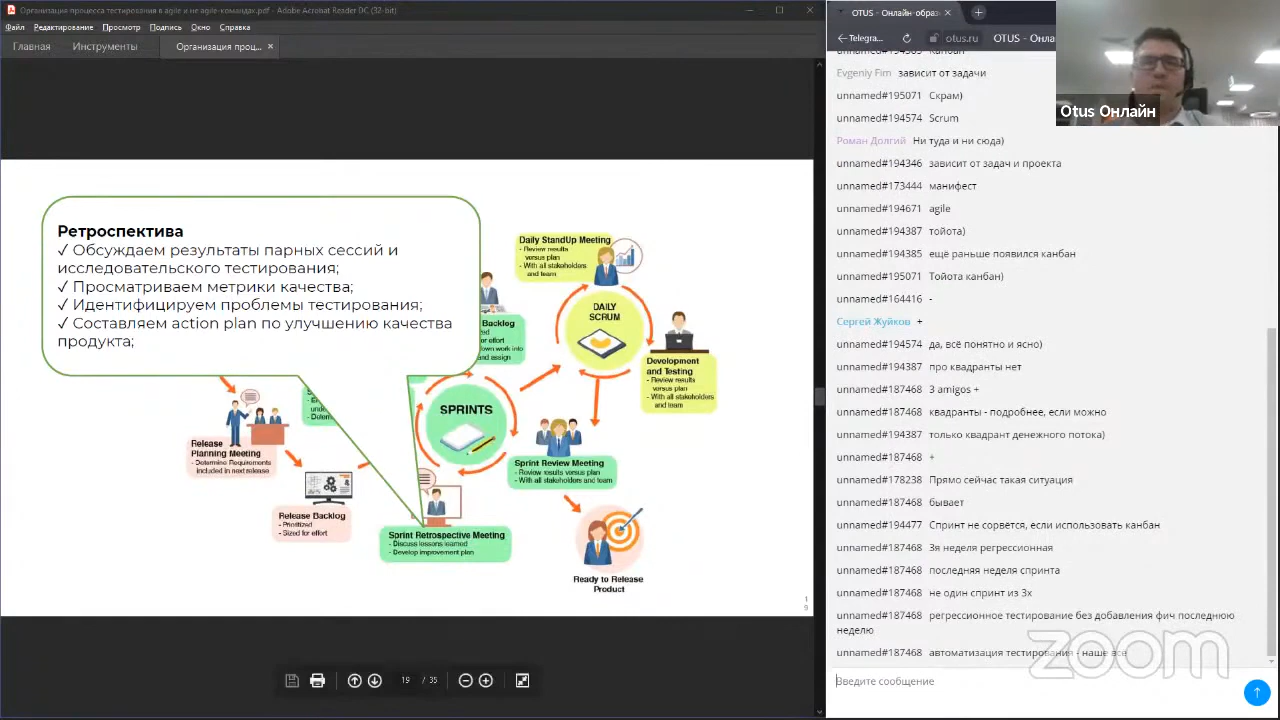 Организация процесса тестирования в agile и не agile-командах.pdf - Adobe Acrobat Reader DC (32-bit)
Файл Редактирование Просмотр Подпись Окно Справка
Главная Инструменты Организация проц... ×
Ретроспектива
✓ Обсуждаем результаты парных сессий и
исследовательского тестирования;
✓ Просматриваем метрики качества;
✓ Идентифицируем проблемы тестирования;
✓ Составляем action plan по улучшению качества
продукта;
Daily StandUp Meeting
- Review results
versus plan
- With all stakeholders
and team
DAILY
SCRUM
Backlog
and assign
Development
and Testing
- Review results
versus plan
- With all stakeholders
and team
SPRINTS
Release
Planning Meeting
- Determine Requirements
included in next release
Sprint Review Meeting
- Review results versus plan
- With all stakeholders and team
Release Backlog
- Prioritized
- Sized for effort
Sprint Retrospective Meeting
- Discuss lessons learned
- Develop improvement plan
Ready to Release
Product
1
9
19 / 35
OTUS - Онлайн-образ
Telegra...
otus.ru
OTUS - Онла
Otus Онлайн
Evgeniy Fim зависит от задачи
unnamed#195071 Скрам)
unnamed#194574 Scrum
Роман Долгий Ни туда и ни сюда)
unnamed#194346 зависит от задач и проекта
unnamed#173444 манифест
unnamed#194671 agile
unnamed#194387 тойота)
unnamed#194385 ещё раньше появился канбан
unnamed#195071 Тойота канбан)
unnamed#164416 -
Сергей Жуйков +
unnamed#194574 да, всё понятно и ясно)
unnamed#194387 про квадранты нет
unnamed#187468 3 amigos +
unnamed#187468 квадранты - подробнее, если можно
unnamed#194387 только квадрант денежного потока)
unnamed#187468 +
unnamed#178238 Прямо сейчас такая ситуация
unnamed#187468 бывает
unnamed#194477 Спринт не сорвется, если использовать канбан
unnamed#187468 3я неделя регрессионная
unnamed#187468 последняя неделя спринта
unnamed#187468 не один спринт из 3х
unnamed#187468 регрессионное тестирование без добавления фич последнюю
неделю
unnamed#187468 автоматизация тестирования - наше все
zoom
Введите сообщение